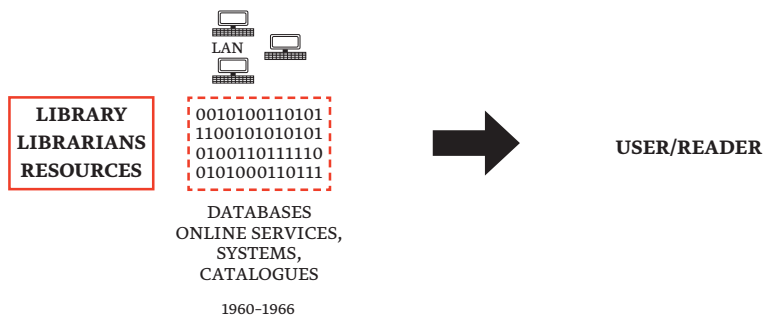 LAN
LIBRARY
LIBRARIANS
RESOURCES
0010100110101
1100101010101
0100110111110
0101000110111
USER/READER
DATABASES
ONLINE SERVICES,
SYSTEMS,
CATALOGUES
1960–1966